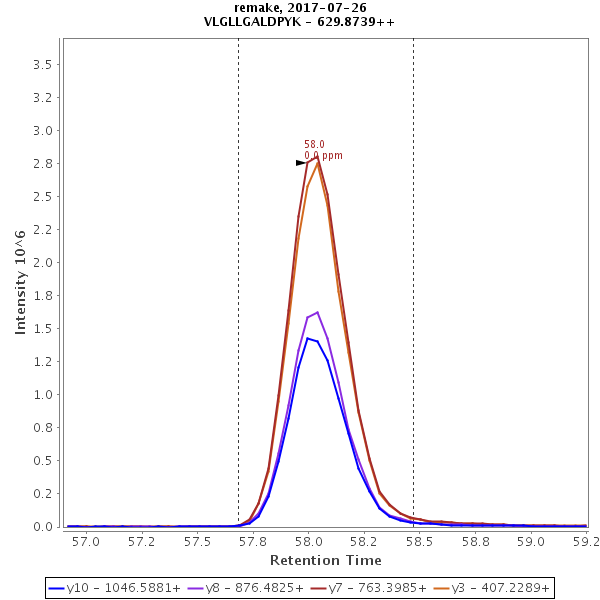 remake, 2017-07-26
VLGLLGALDPYK - 629.8739++
Intensity 10^6
3.5
3.2
3.0
2.8
2.5
2.2
2.0
1.8
1.5
1.2
1.0
0.8
0.5
0.2
0.0
58.0
0.0 ppm
57.0 57.2 57.5 57.8 58.0 58.2 58.5 58.8 59.0 59.2
Retention Time
y10 - 1046.5881+ y8 - 876.4825+ y7 - 763.3985+ y3 - 407.2289+